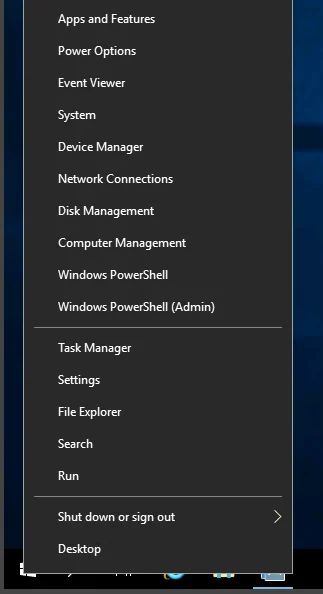 Apps and Features
Power Options
Event Viewer
System
Device Manager
Network Connections
Disk Management
Computer Management
Windows PowerShell
Windows PowerShell (Admin)
Task Manager
Settings
File Explorer
Search
Run
Shut down or sign out
Desktop